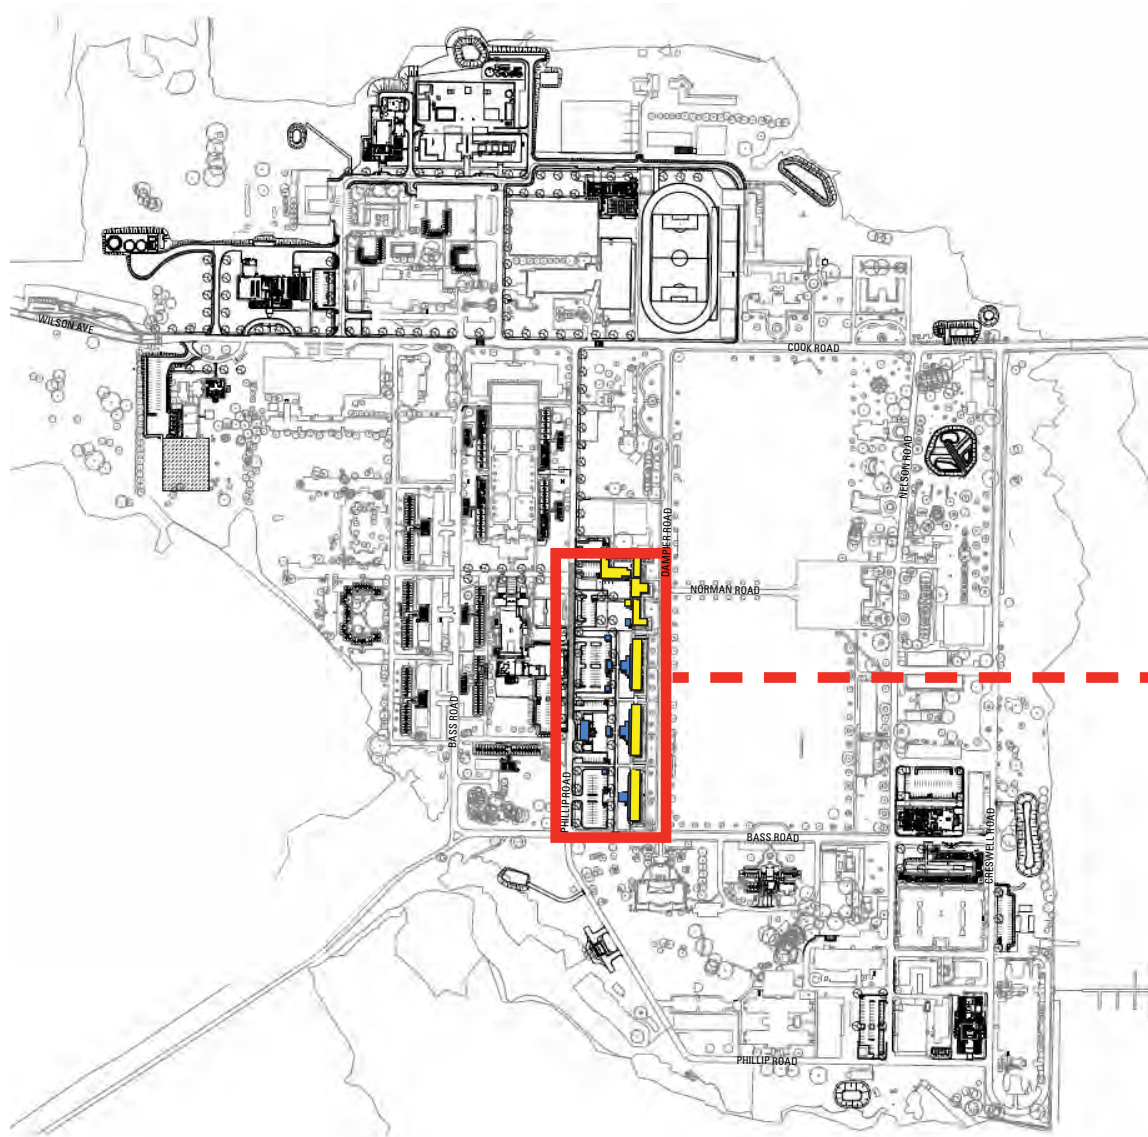 WILSON AVE
COOK ROAD
NELSON ROAD
DAMPIER ROAD
NORMAN ROAD
BASS ROAD
PHILLIP ROAD
BASS ROAD
CRESWELL ROAD
PHILLIP ROAD